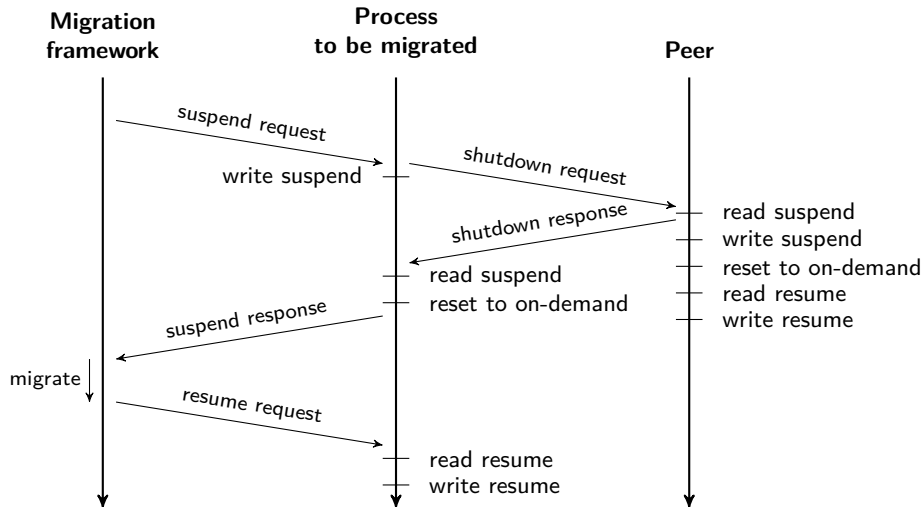 Migration
framework
Process
to be migrated
Peer
suspend request
shutdown request
write suspend
read suspend
shutdown response
write suspend
read suspend
reset to on-demand
reset to on-demand
read resume
suspend response
write resume
migrate
resume request
read resume
write resume